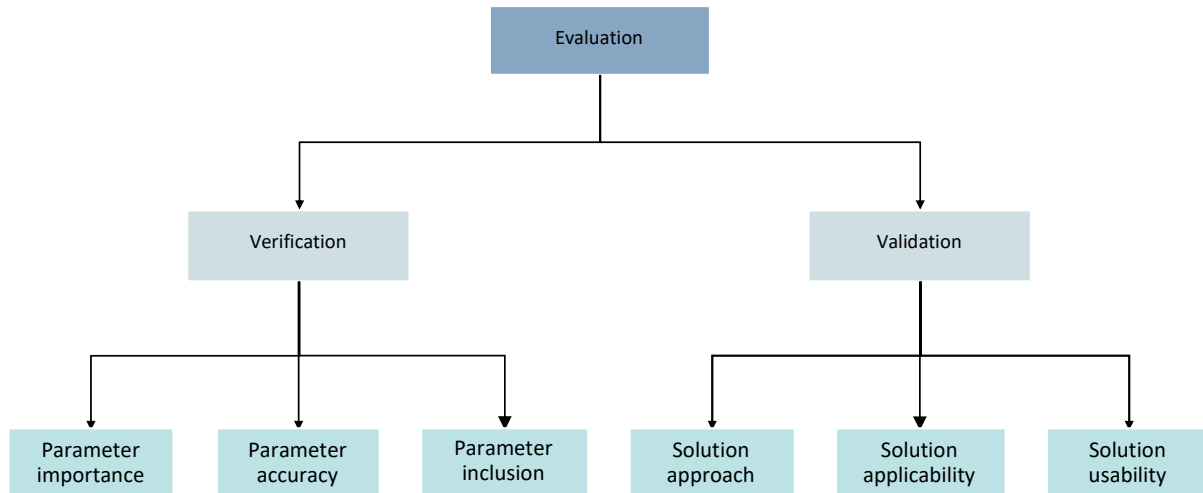 Evaluation
Verification
Validation
Parameter
importance
Parameter
accuracy
Parameter
inclusion
Solution
approach
Solution
applicability
Solution
usability